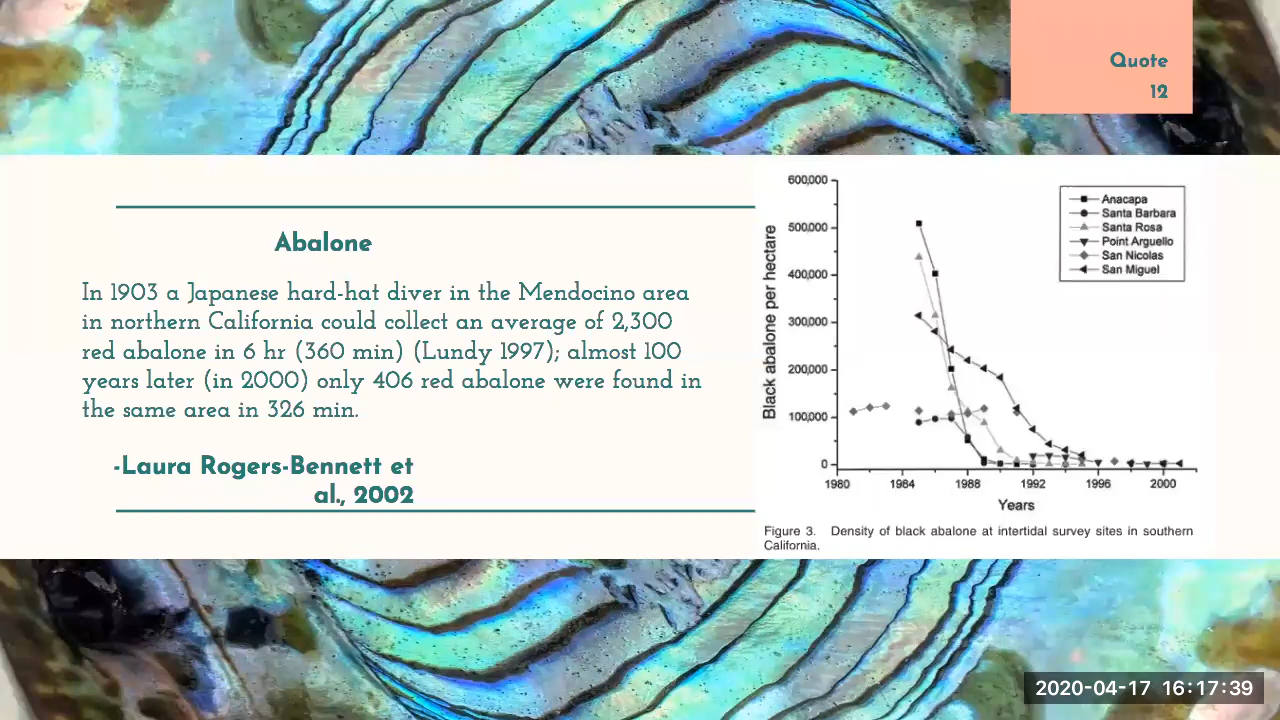 Quote
12
Abalone
In 1903 a Japanese hard-hat diver in the Mendocino area
in northern California could collect an average of 2,300
red abalone in 6 hr (360 min) (Lundy 1997); almost 100
years later (in 2000) only 406 red abalone were found in
the same area in 326 min.
-Laura Rogers-Bennett et
al., 2002
600,000
500,000
400,000
300,000
200,000
100,000
0
Black abalone per hectare
Anacapa
Santa Barbara
Santa Rosa
Point Arguello
San Nicolas
San Miguel
1980 1984 1988 1992 1996 2000
Years
Figure 3. Density of black abalone at intertidal survey sites in southern
California.
2020-04-17 16:17:39